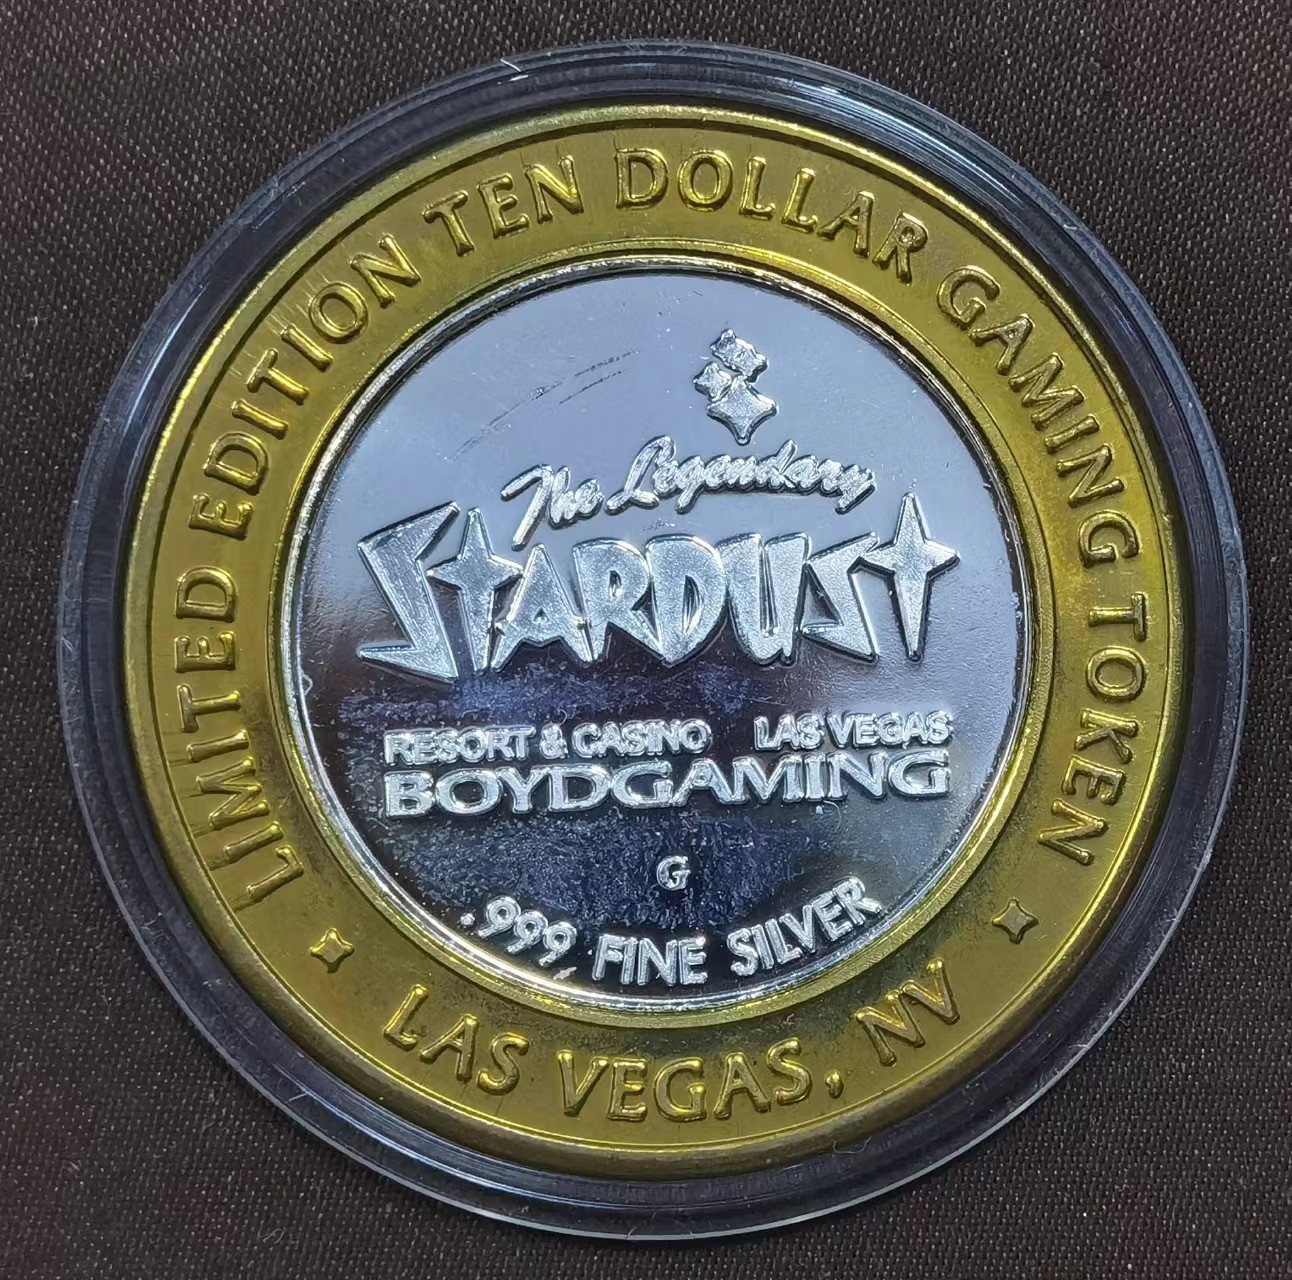 LIMITED EDITION TEN DOLLAR GAMING TOKEN
The Legendary
STARDUST
RESORT & CASINO LAS VEGAS
BOYDGAMING
G
.999 FINE SILVER
LAS VEGAS, NV